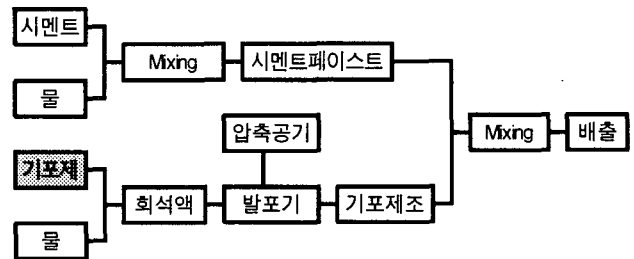 시멘트
Mixing
시멘트페이스트
물
압축공기
Mixing
배출
기포제
희석액
발포기
기포제조
물